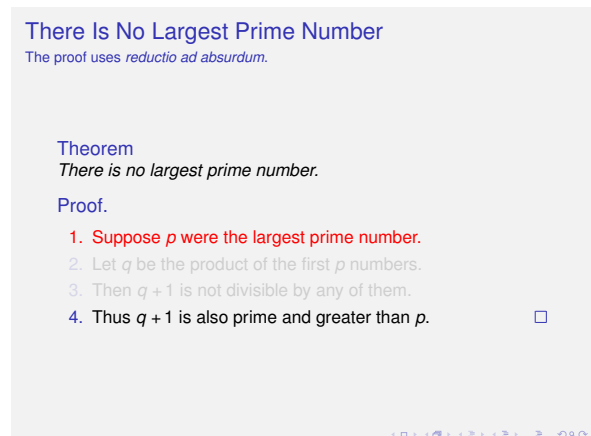 There Is No Largest Prime Number
The proof uses reductio ad absurdum.
Theorem
There is no largest prime number.
Proof.
1. Suppose p were the largest prime number.
2. Let q be the product of the first p numbers.
3. Then q + 1 is not divisible by any of them.
4. Thus q + 1 is also prime and greater than p. □